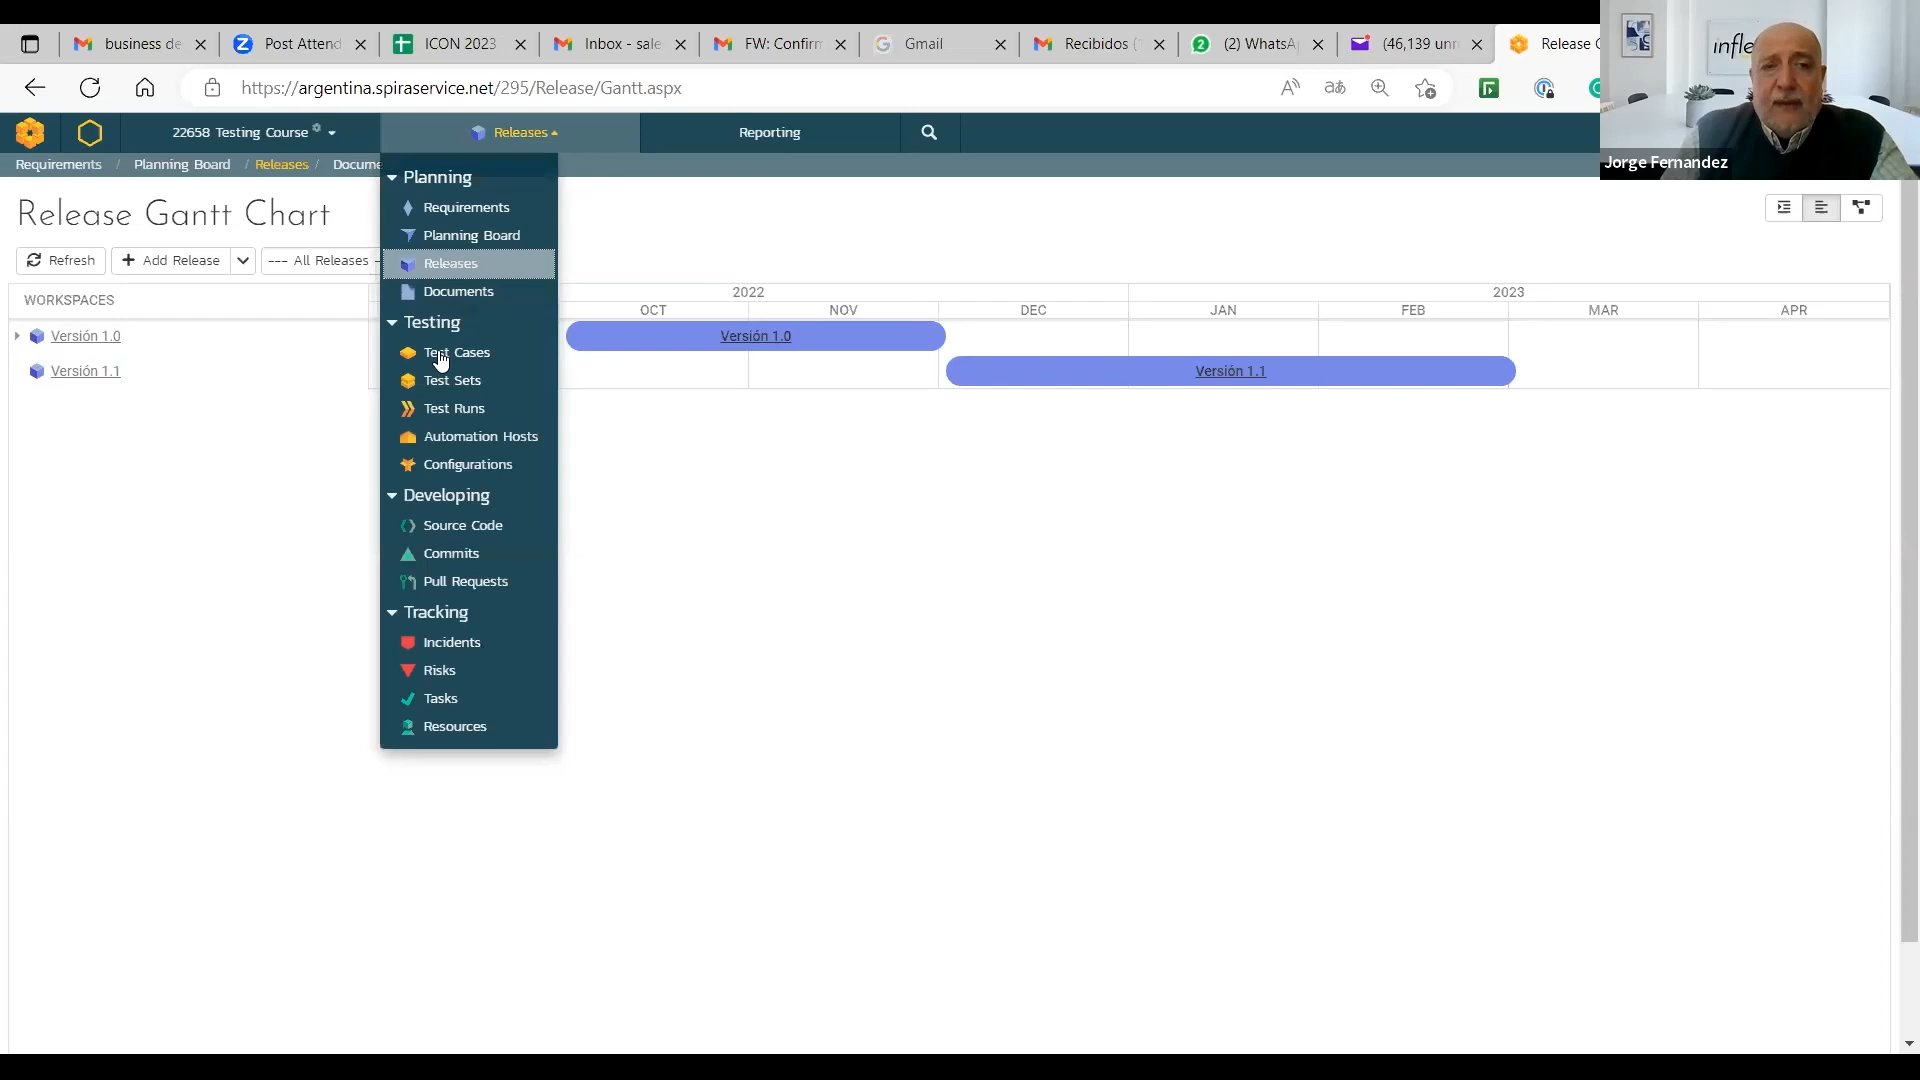 business de
Post Attend
ICON 2023
Inbox - sale
FW: Confirm
Gmail
Recibidos (1
(2) WhatsA
(46,139 unr
Release G
https://argentina.spiraservice.net/295/Release/Gantt.aspx
infle
Jorge Fernandez
22658 Testing Course
Releases
Reporting
Requirements / Planning Board / Releases / Docume
Release Gantt Chart
Refresh
Add Release
--- All Releases -
WORKSPACES
2022
2023
OCT NOV DEC JAN FEB MAR APR
Versión 1.0
Versión 1.0
Versión 1.1
Versión 1.1
Planning
Requirements
Planning Board
Releases
Documents
Testing
Test Cases
Test Sets
Test Runs
Automation Hosts
Configurations
Developing
Source Code
Commits
Pull Requests
Tracking
Incidents
Risks
Tasks
Resources